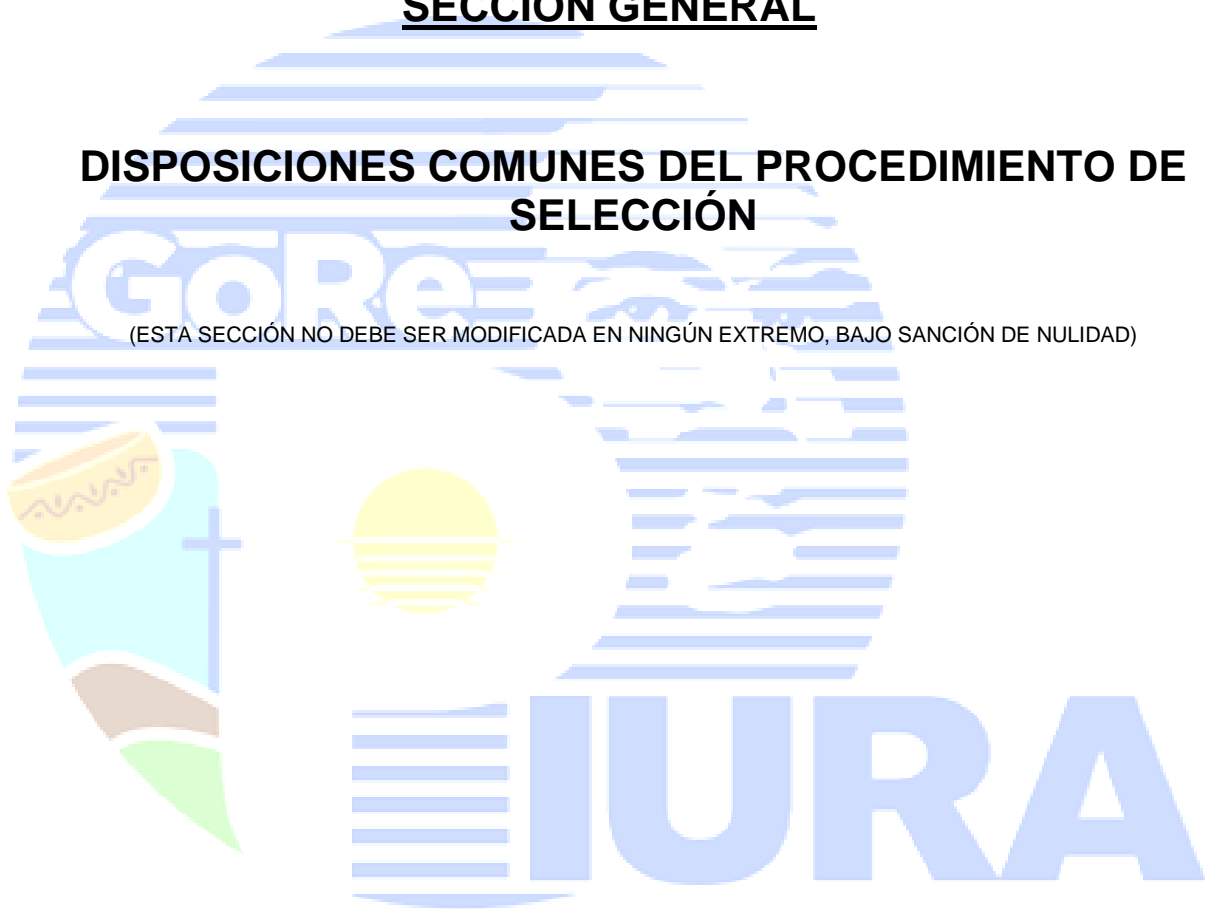 SECCIÓN GENERAL
DISPOSICIONES COMUNES DEL PROCEDIMIENTO DE
SELECCIÓN
GoRe
(ESTA SECCIÓN NO DEBE SER MODIFICADA EN NINGÚN EXTREMO, BAJO SANCIÓN DE NULIDAD)
PIURA